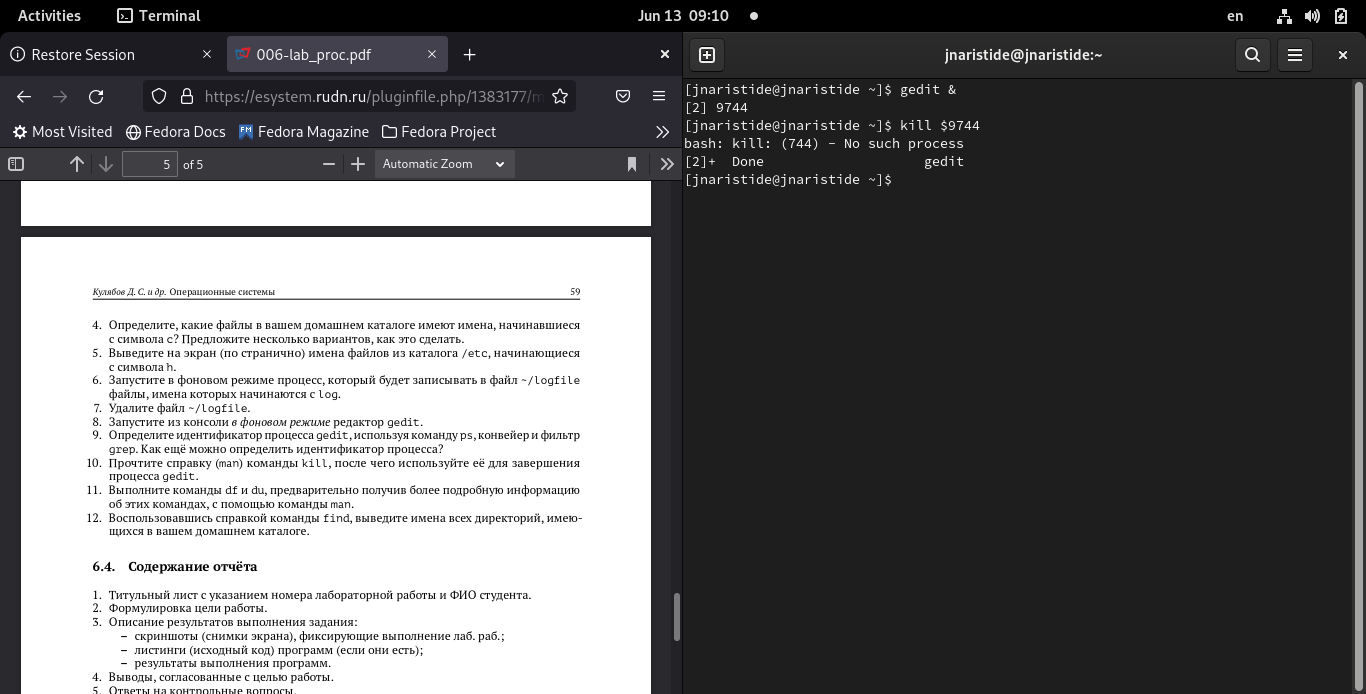 Activities
Terminal
Jun 13 09:10
en
Restore Session
006-lab_proc.pdf
https://esystem.rudn.ru/pluginfile.php/1383177/m
Most Visited
Fedora Docs
Fedora Magazine
Fedora Project
5 of 5
Automatic Zoom
Кулябов Д. С. и др. Операционные системы 59
4. Определите, какие файлы в вашем домашнем каталоге имеют имена, начинавшиеся
с символа c? Предложите несколько вариантов, как это сделать.
5. Выведите на экран (по странично) имена файлов из каталога /etc, начинающиеся
с символа h.
6. Запустите в фоновом режиме процесс, который будет записывать в файл ~/logfile
файлы, имена которых начинаются с log.
7. Удалите файл ~/logfile.
8. Запустите из консоли в фоновом режиме редактор gedit.
9. Определите идентификатор процесса gedit, используя команду ps, конвейер и фильтр
grep. Как ещё можно определить идентификатор процесса?
10. Прочтите справку (man) команды kill, после чего используйте её для завершения
процесса gedit.
11. Выполните команды df и du, предварительно получив более подробную информацию
об этих командах, с помощью команды man.
12. Воспользовавшись справкой команды find, выведите имена всех директорий, имею-
щихся в вашем домашнем каталоге.
6.4. Содержание отчёта
1. Титульный лист с указанием номера лабораторной работы и ФИО студента.
2. Формулировка цели работы.
3. Описание результатов выполнения задания:
– скриншоты (снимки экрана), фиксирующие выполнение лаб. раб.;
– листинги (исходный код) программ (если они есть);
– результаты выполнения программ.
4. Выводы, согласованные с целью работы.
5. Ответы на контрольные вопросы.
jnaristide@jnaristide:~
[jnaristide@jnaristide ~]$ gedit &
[2] 9744
[jnaristide@jnaristide ~]$ kill $9744
bash: kill: (744) - No such process
[2]+ Done gedit
[jnaristide@jnaristide ~]$